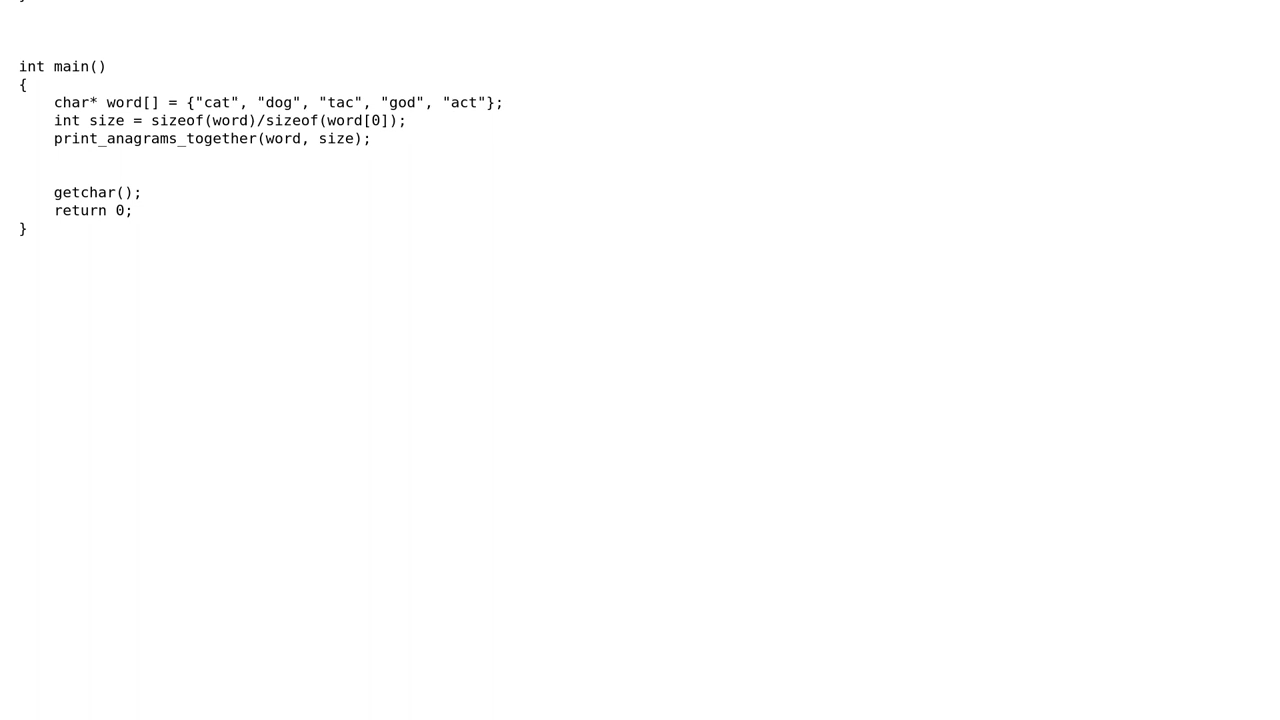 }
int main()
{
    char* word[] = {"cat", "dog", "tac", "god", "act"};
    int size = sizeof(word)/sizeof(word[0]);
    print_anagrams_together(word, size);
    getchar();
    return 0;
}